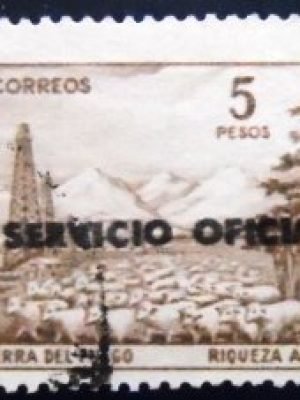 CORREOS
5
PESOS
SERVICIO OFICIA
RRA DEL FUEGO
RIQUEZA A